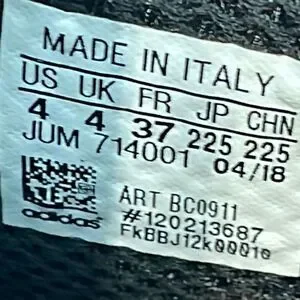 MADE IN ITALY
US UK FR JP CHN
4 4 37 225 225
JUM 714001 04/18
ART BC0911
#120213687
FkBBJ12k0001o
adidas